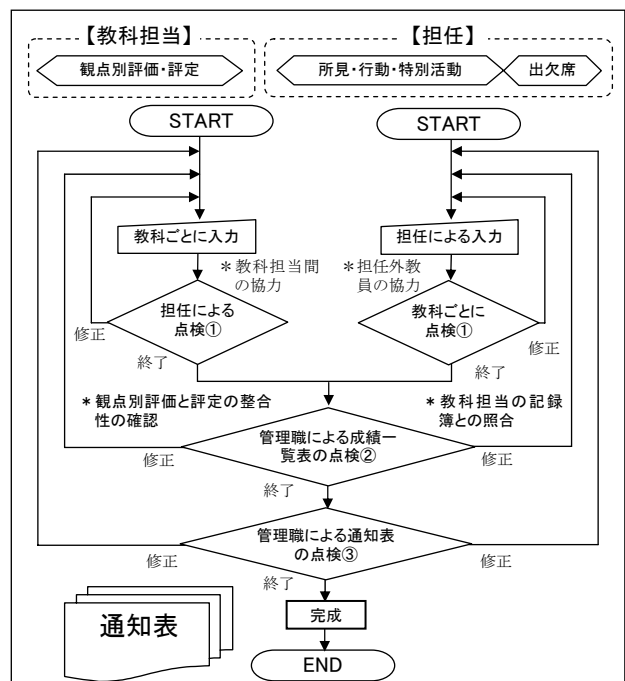 【教科担当】
【担任】
観点別評価・評定
所見・行動・特別活動
出欠席
START
START
教科ごとに入力
担任による入力
＊教科担当間
の協力
＊担任外教
員の協力
担任による
点検①
教科ごとに
点検①
修正
修正
終了
終了
＊観点別評価と評定の整合
性の確認
＊教科担当の記録
簿との照合
管理職による成績一
覧表の点検②
修正
修正
終了
管理職による通知表
の点検③
修正
修正
終了
通知表
完成
END